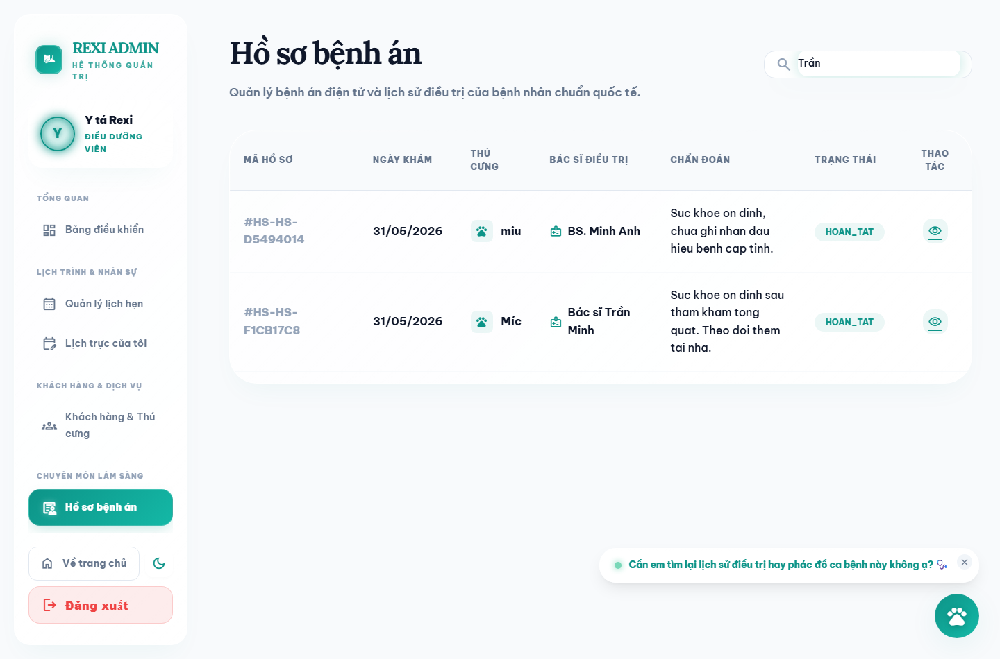 REXI ADMIN
HỆ THỐNG QUẢN
TRỊ
Y
Y tá Rexi
ĐIỀU DƯỠNG
VIÊN
TỔNG QUAN
Bảng điều khiển
LỊCH TRÌNH & NHÂN SỰ
Quản lý lịch hẹn
Lịch trực của tôi
KHÁCH HÀNG & DỊCH VỤ
Khách hàng & Thú
cưng
CHUYÊN MÔN LÂM SÀNG
Hồ sơ bệnh án
Về trang chủ
Đăng xuất
Hồ sơ bệnh án
Quản lý bệnh án điện tử và lịch sử điều trị của bệnh nhân chuẩn quốc tế.
Trần
MÃ HỒ SƠ
NGÀY KHÁM
THÚ
CƯNG
BÁC SĨ ĐIỀU TRỊ
CHẨN ĐOÁN
TRẠNG THÁI
THAO
TÁC
#HS-HS-
D5494014
31/05/2026
miu
BS. Minh Anh
Suc khoe on dinh,
chua ghi nhan dau
hieu benh cap tinh.
HOAN_TAT
#HS-HS-
F1CB17C8
31/05/2026
Míc
Bác sĩ Trần
Minh
Suc khoe on dinh sau
tham kham tong
quat. Theo doi them
tai nha.
HOAN_TAT
Cần em tìm lại lịch sử điều trị hay phác đồ ca bệnh này không ạ? 🩺